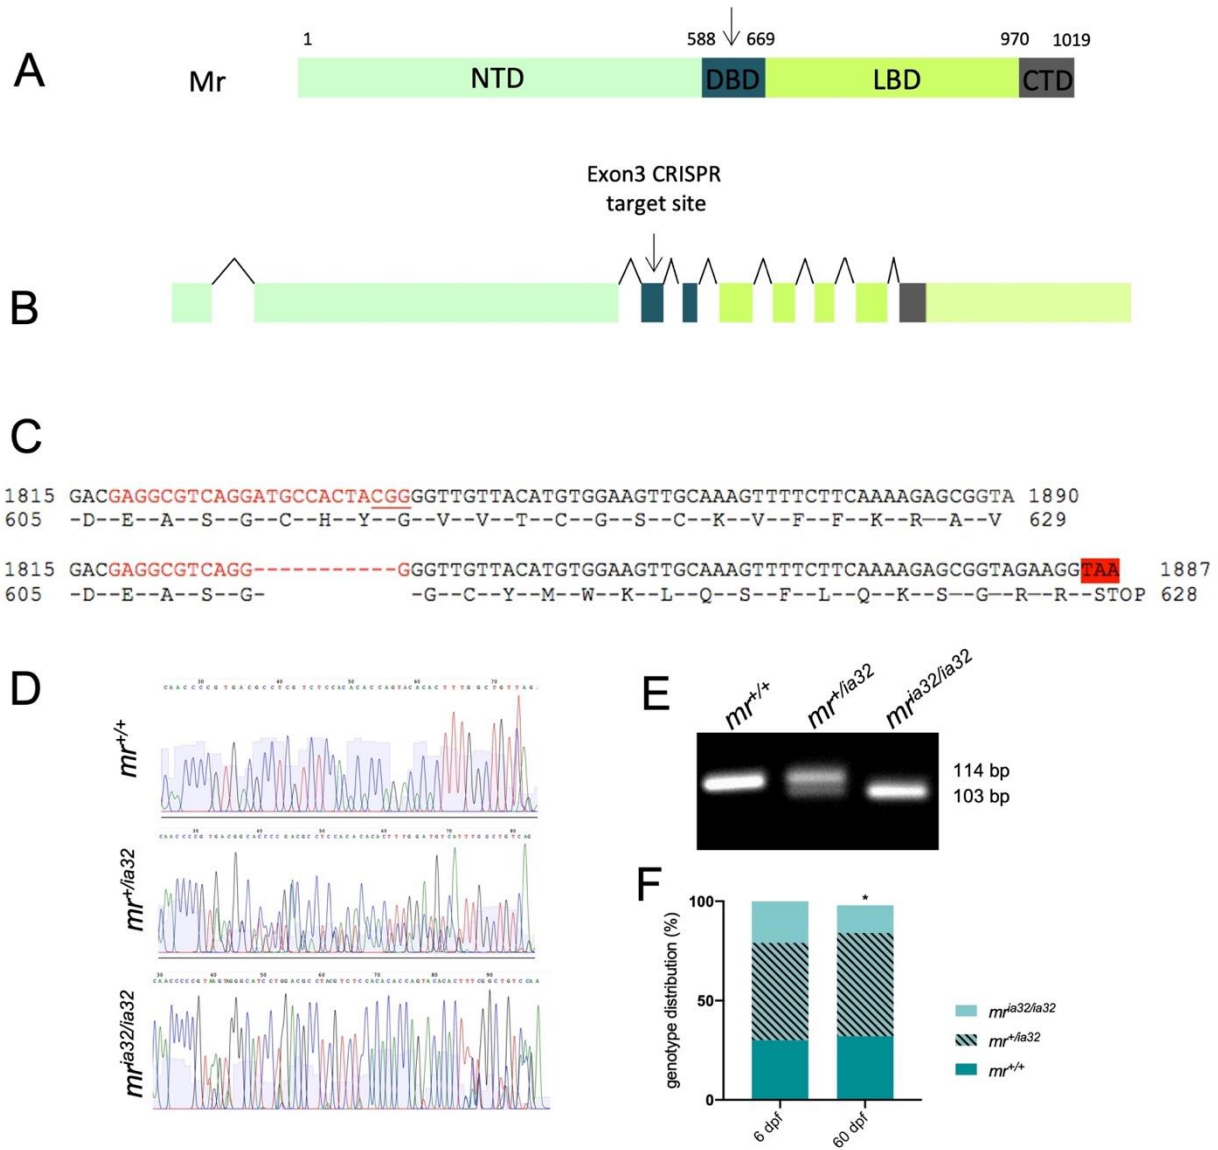 A
Mr
1
588
669
970
1019
NTD
DBD
LBD
CTD
Exon3 CRISPR
target site
B
C
1815 GACGAGGCGTCAGGATGCCACTACGGGGTTGTTACATGTGGAAGTTGCAAAGTTTTCTTCAAAAGAGCGGTA 1890
605 -D--E--A--S--G--C--H--Y--G--V--V--T--C--G--S--C--K--V--F--F--K--R--A--V 629
1815 GACGAGGCGTCAGG-----------GGGTTGTTACATGTGGAAGTTGCAAAGTTTTCTTCAAAAGAGCGGTAGAAGGTAA 1887
605 -D--E--A--S--G- G--C--Y--M--W--K--L--Q--S--F--L--Q--K--S--G--R--R--STOP 628
D
mr+/+
mr+/ia32
mria32/ia32
E
mr+/+
mr+/ia32
mria32/ia32
114 bp
103 bp
F
genotype distribution (%)
100
50
0
*
6 dpf
60 dpf
mria32/ia32
mr+/ia32
mr+/+